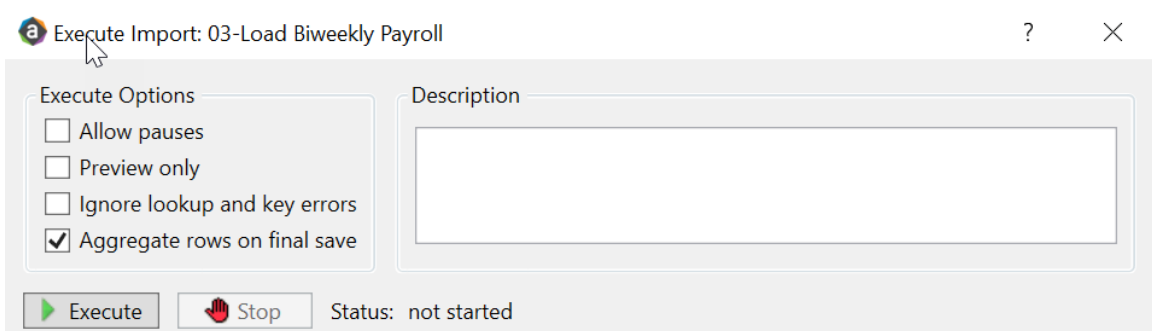 Execute Import: 03-Load Biweekly Payroll ?
Execute Options
Allow pauses
Preview only
Ignore lookup and key errors
Aggregate rows on final save
Description
Execute
Stop
Status: not started